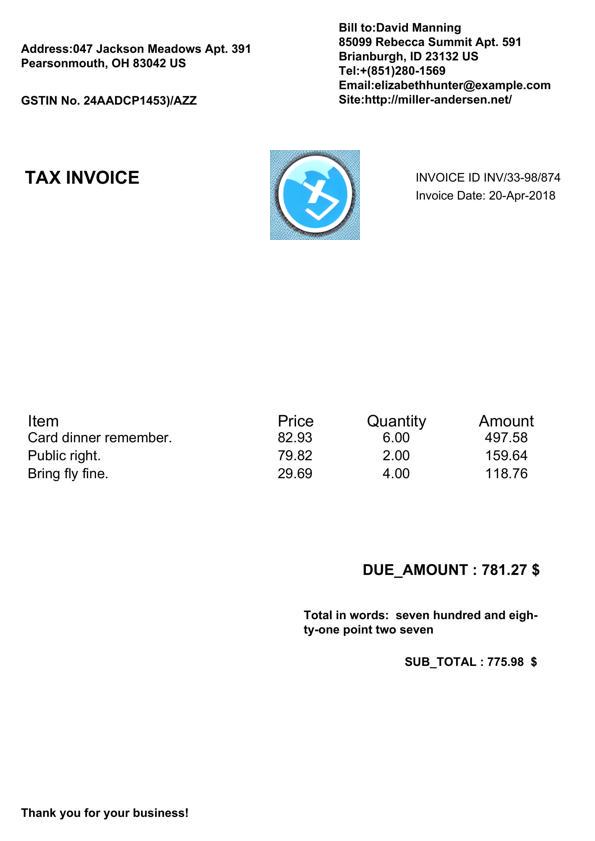 Address:047 Jackson Meadows Apt. 391
Pearsonmouth, OH 83042 US
GSTIN No. 24AADCP1453)/AZZ
Bill to:David Manning
85099 Rebecca Summit Apt. 591
Brianburgh, ID 23132 US
Tel:+(851)280-1569
Email:elizabethhunter@example.com
Site:http://miller-andersen.net/
TAX INVOICE
INVOICE ID INV/33-98/874
Invoice Date: 20-Apr-2018
Item Price Quantity Amount
Card dinner remember. 82.93 6.00 497.58
Public right. 79.82 2.00 159.64
Bring fly fine. 29.69 4.00 118.76
DUE_AMOUNT : 781.27 $
Total in words: seven hundred and eigh-
ty-one point two seven
SUB_TOTAL : 775.98 $
Thank you for your business!